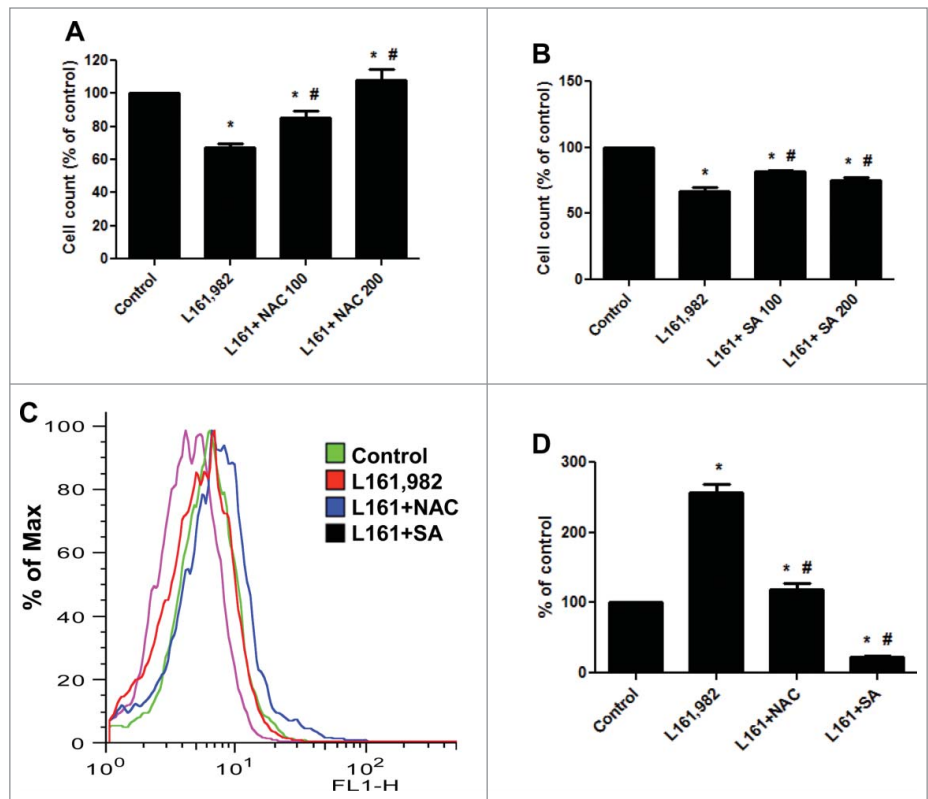 A
Cell count (% of control)
120
100
80
60
40
20
0
*
* #
* #
Control
L161,982
L161+ NAC 100
L161+ NAC 200
B
Cell count (% of control)
150
100
50
0
*
* #
* #
Control
L161,982
L161+ SA 100
L161+ SA 200
C
% of Max
100
80
60
40
20
0
10⁰
10¹
10²
FL1-H
Control
L161,982
L161+NAC
L161+SA
D
% of control
300
200
100
0
*
* #
* #
Control
L161,982
L161+NAC
L161+SA